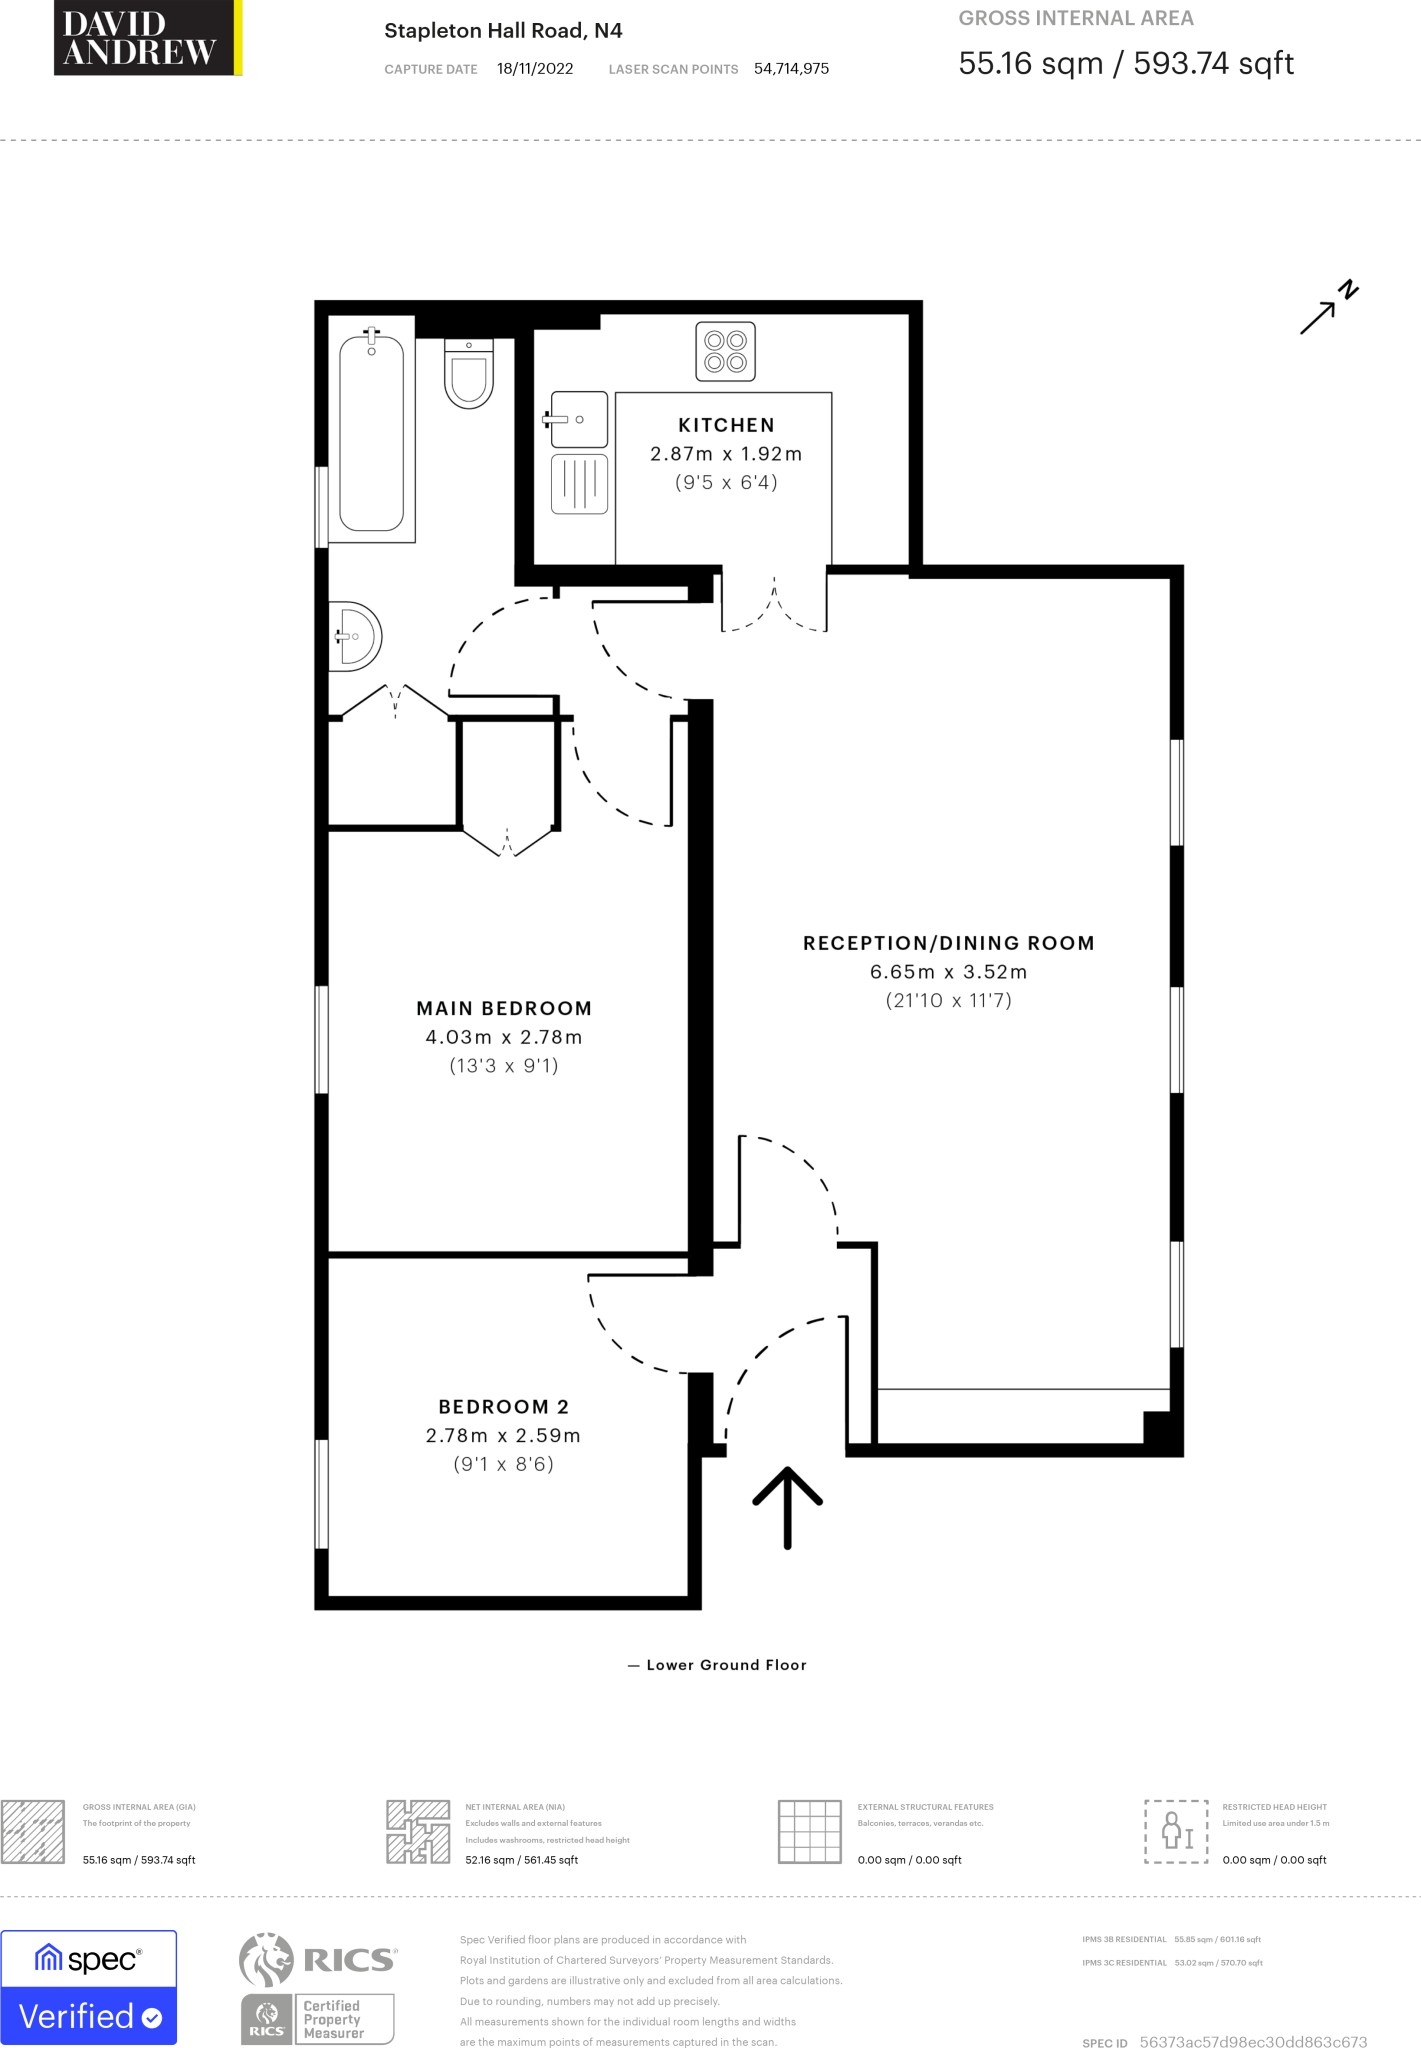 DAVID
ANDREW
Stapleton Hall Road, N4
CAPTURE DATE 18/11/2022 LASER SCAN POINTS 54,714,975
GROSS INTERNAL AREA
55.16 sqm / 593.74 sqft
N
KITCHEN
2.87m x 1.92m
(9'5 x 6'4)
RECEPTION/DINING ROOM
6.65m x 3.52m
(21'10 x 11'7)
MAIN BEDROOM
4.03m x 2.78m
(13'3 x 9'1)
BEDROOM 2
2.78m x 2.59m
(9'1 x 8'6)
— Lower Ground Floor
GROSS INTERNAL AREA (GIA)
The footprint of the property
55.16 sqm / 593.74 sqft
NET INTERNAL AREA (NIA)
Excludes walls and external features
Includes washrooms, restricted head height
52.16 sqm / 561.45 sqft
EXTERNAL STRUCTURAL FEATURES
Balconies, terraces, verandas etc.
0.00 sqm / 0.00 sqft
RESTRICTED HEAD HEIGHT
Limited use area under 1.5 m
0.00 sqm / 0.00 sqft
spec®
Verified
RICS®
RICS
Certified
Property
Measurer
Spec Verified floor plans are produced in accordance with
Royal Institution of Chartered Surveyors' Property Measurement Standards.
Plots and gardens are illustrative only and excluded from all area calculations.
Due to rounding, numbers may not add up precisely.
All measurements shown for the individual room lengths and widths
are the maximum points of measurements captured in the scan.
IPMS 3B RESIDENTIAL 55.85 sqm / 601.16 sqft
IPMS 3C RESIDENTIAL 53.02 sqm / 570.70 sqft
SPEC ID 56373ac57d98ec30dd863c673